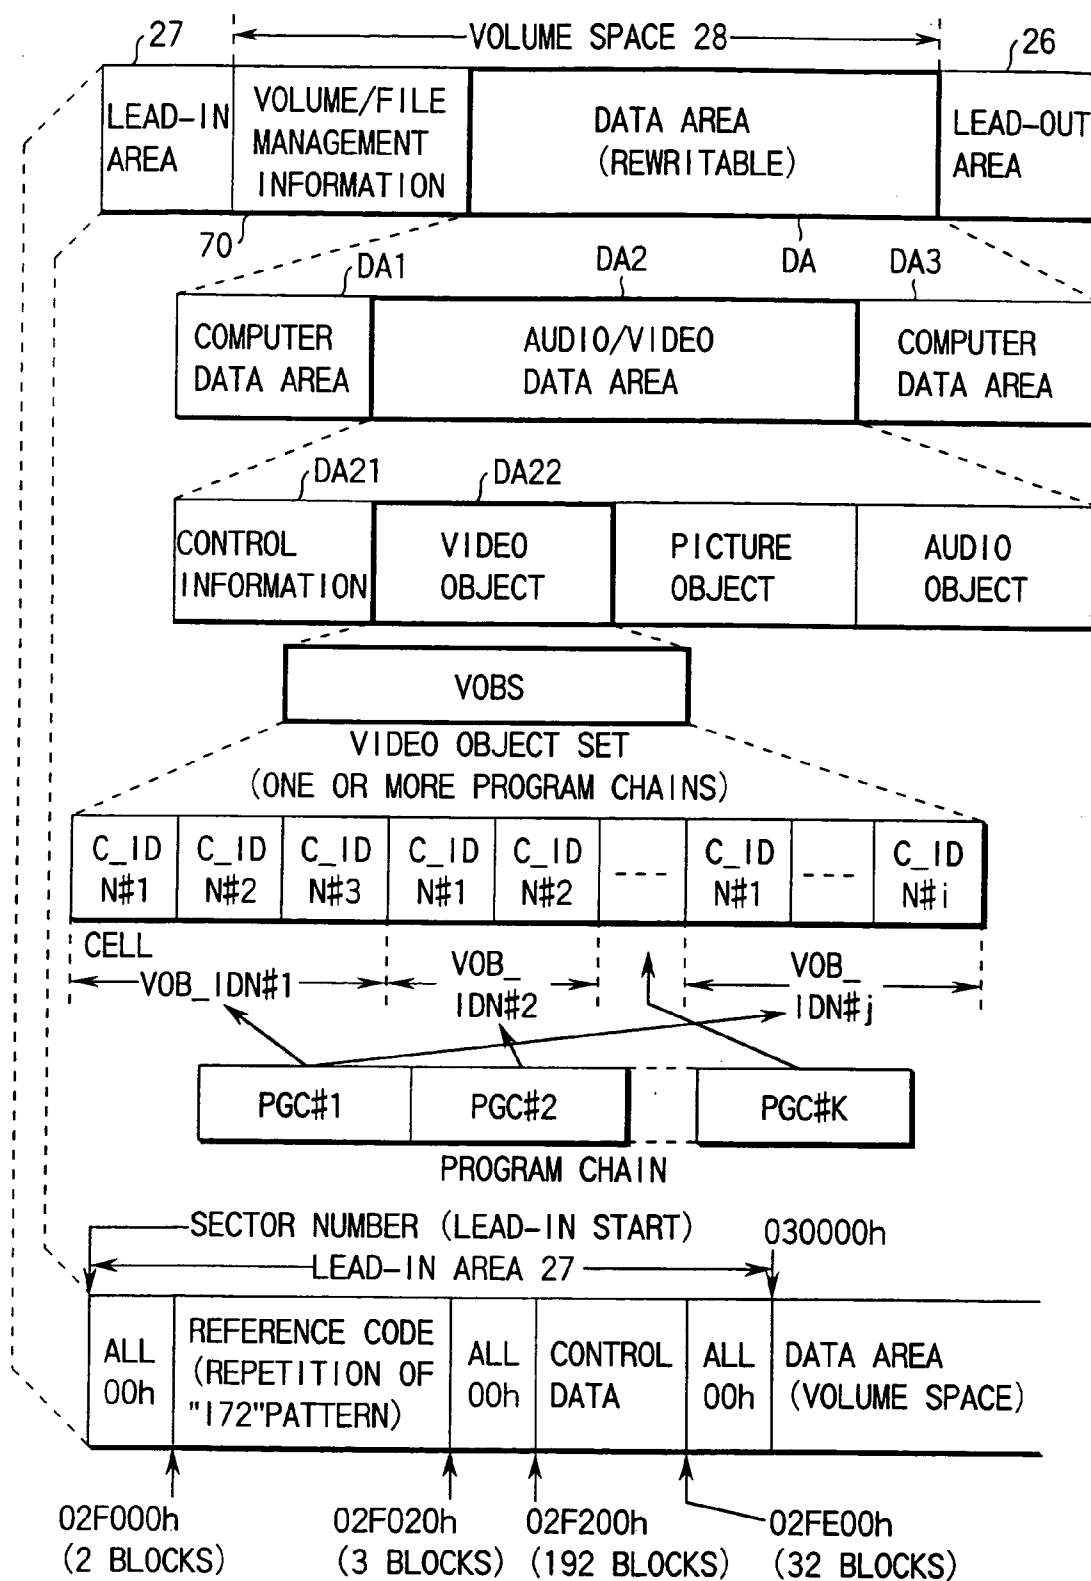 27
VOLUME SPACE 28
26
LEAD-IN
AREA
VOLUME/FILE
MANAGEMENT
INFORMATION
DATA AREA
(REWRITABLE)
LEAD-OUT
AREA
70
DA1
DA2
DA
DA3
COMPUTER
DATA AREA
AUDIO/VIDEO
DATA AREA
COMPUTER
DATA AREA
DA21
DA22
CONTROL
INFORMATION
VIDEO
OBJECT
PICTURE
OBJECT
AUDIO
OBJECT
VOBS
VIDEO OBJECT SET
(ONE OR MORE PROGRAM CHAINS)
C_ID
N#1
C_ID
N#2
C_ID
N#3
C_ID
N#1
C_ID
N#2
----
C_ID
N#1
----
C_ID
N#i
CELL
VOB_IDN#1
VOB_
IDN#2
VOB_
IDN#j
PGC#1
PGC#2
PGC#K
PROGRAM CHAIN
SECTOR NUMBER (LEAD-IN START)
030000h
LEAD-IN AREA 27
ALL
00h
REFERENCE CODE
(REPETITION OF
"172"PATTERN)
ALL
00h
CONTROL
DATA
ALL
00h
DATA AREA
(VOLUME SPACE)
02F000h
(2 BLOCKS)
02F020h
(3 BLOCKS)
02F200h
(192 BLOCKS)
02FE00h
(32 BLOCKS)